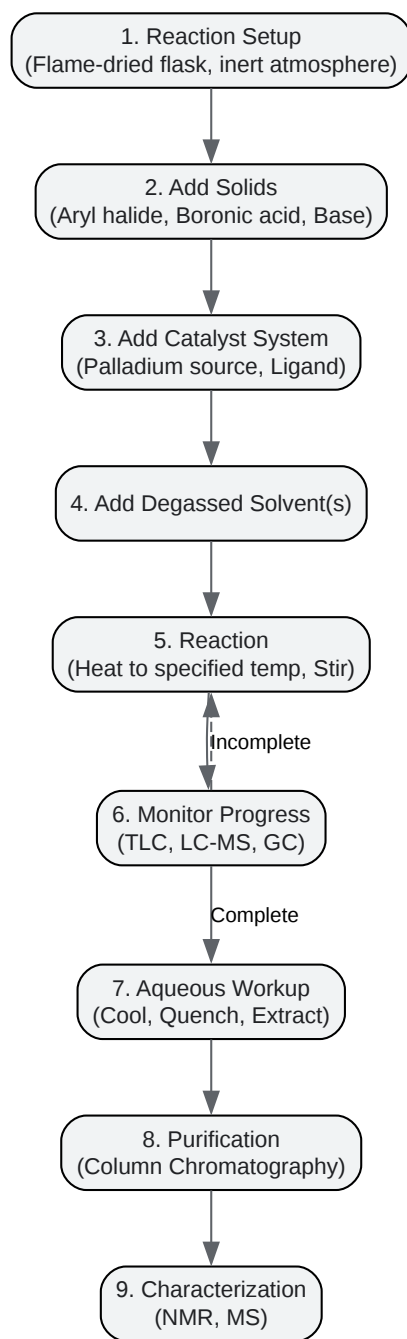 1. Reaction Setup
(Flame-dried flask, inert atmosphere)
2. Add Solids
(Aryl halide, Boronic acid, Base)
3. Add Catalyst System
(Palladium source, Ligand)
4. Add Degassed Solvent(s)
5. Reaction
(Heat to specified temp, Stir)
Incomplete
6. Monitor Progress
(TLC, LC-MS, GC)
Complete
7. Aqueous Workup
(Cool, Quench, Extract)
8. Purification
(Column Chromatography)
9. Characterization
(NMR, MS)